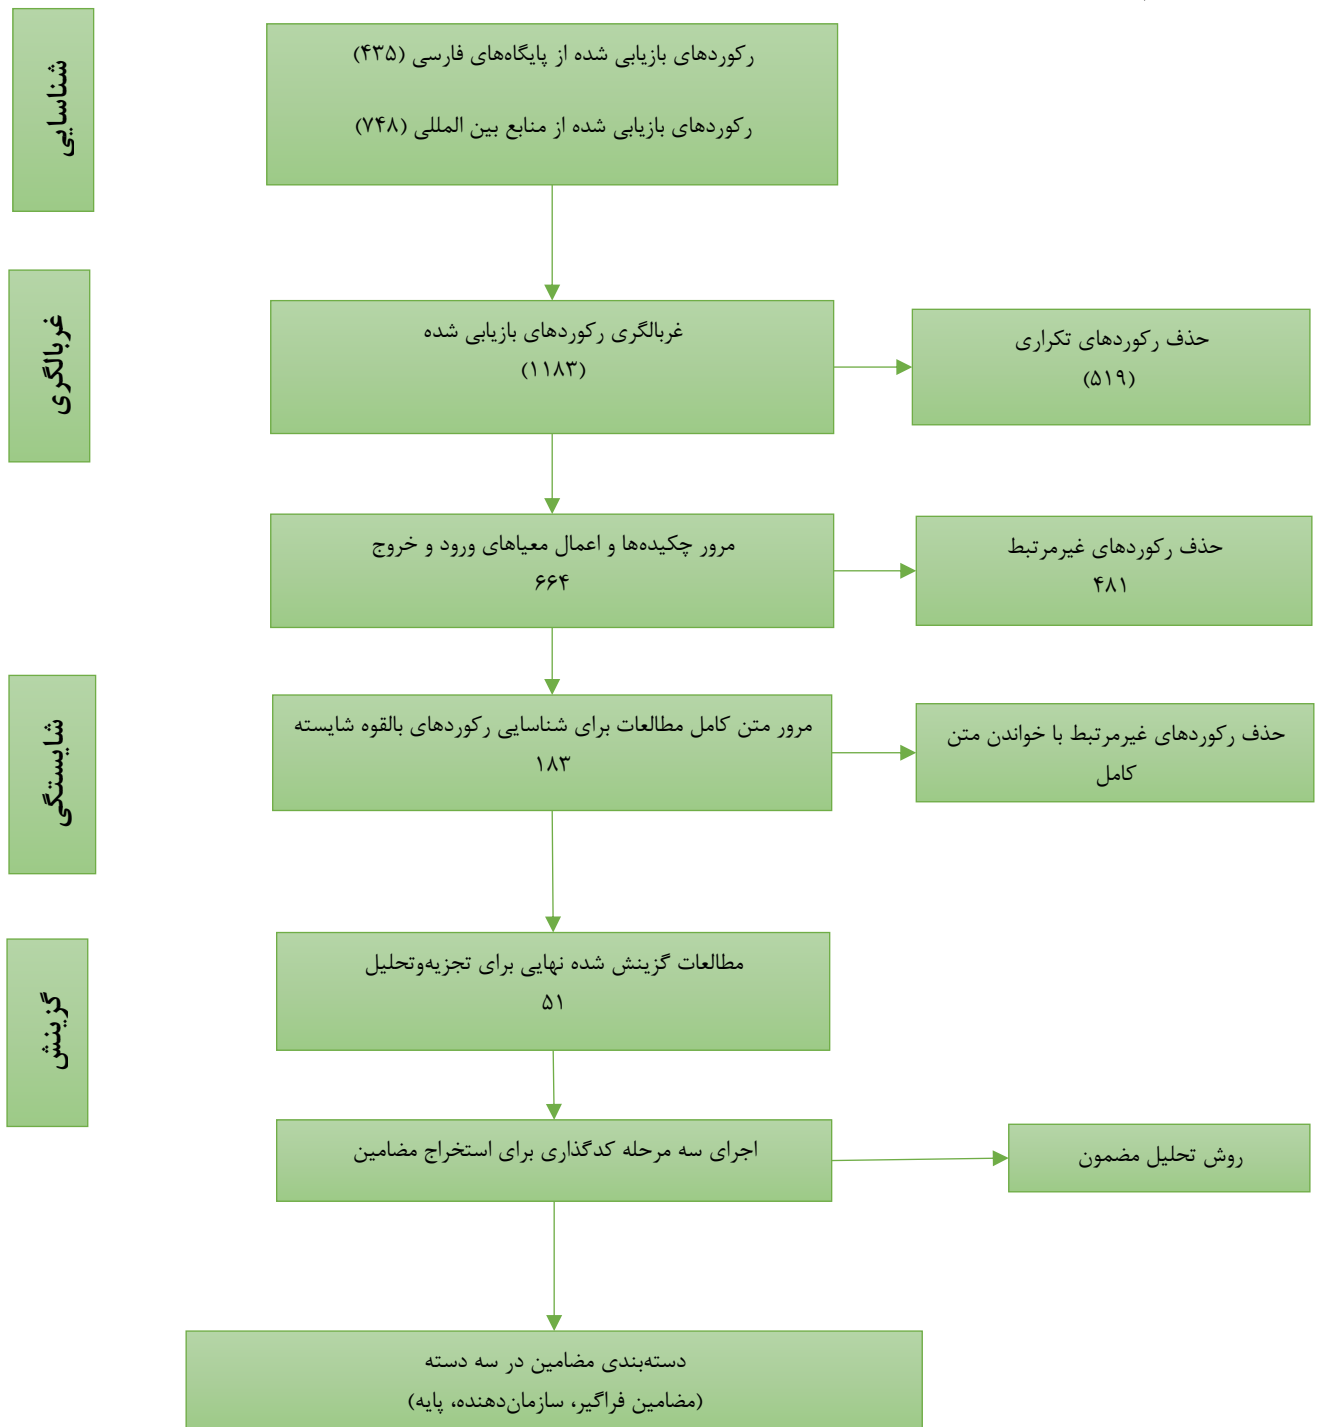 شناسایی
رکوردهای بازیابی شده از پایگاه‌های فارسی (۴۳۵)
رکوردهای بازیابی شده از منابع بین المللی (۷۴۸)
غربالگری
غربالگری رکوردهای بازیابی شده
(۱۱۸۳)
حذف رکوردهای تکراری
(۵۱۹)
مرور چکیده‌ها و اعمال معیاهای ورود و خروج
۶۶۴
حذف رکوردهای غیرمرتبط
۴۸۱
شایستگی
مرور متن کامل مطالعات برای شناسایی رکوردهای بالقوه شایسته
۱۸۳
حذف رکوردهای غیرمرتبط با خواندن متن
کامل
گزینش
مطالعات گزینش شده نهایی برای تجزیه‌وتحلیل
۵۱
اجرای سه مرحله کدگذاری برای استخراج مضامین
روش تحلیل مضمون
دسته‌بندی مضامین در سه دسته
(مضامین فراگیر، سازمان‌دهنده، پایه)